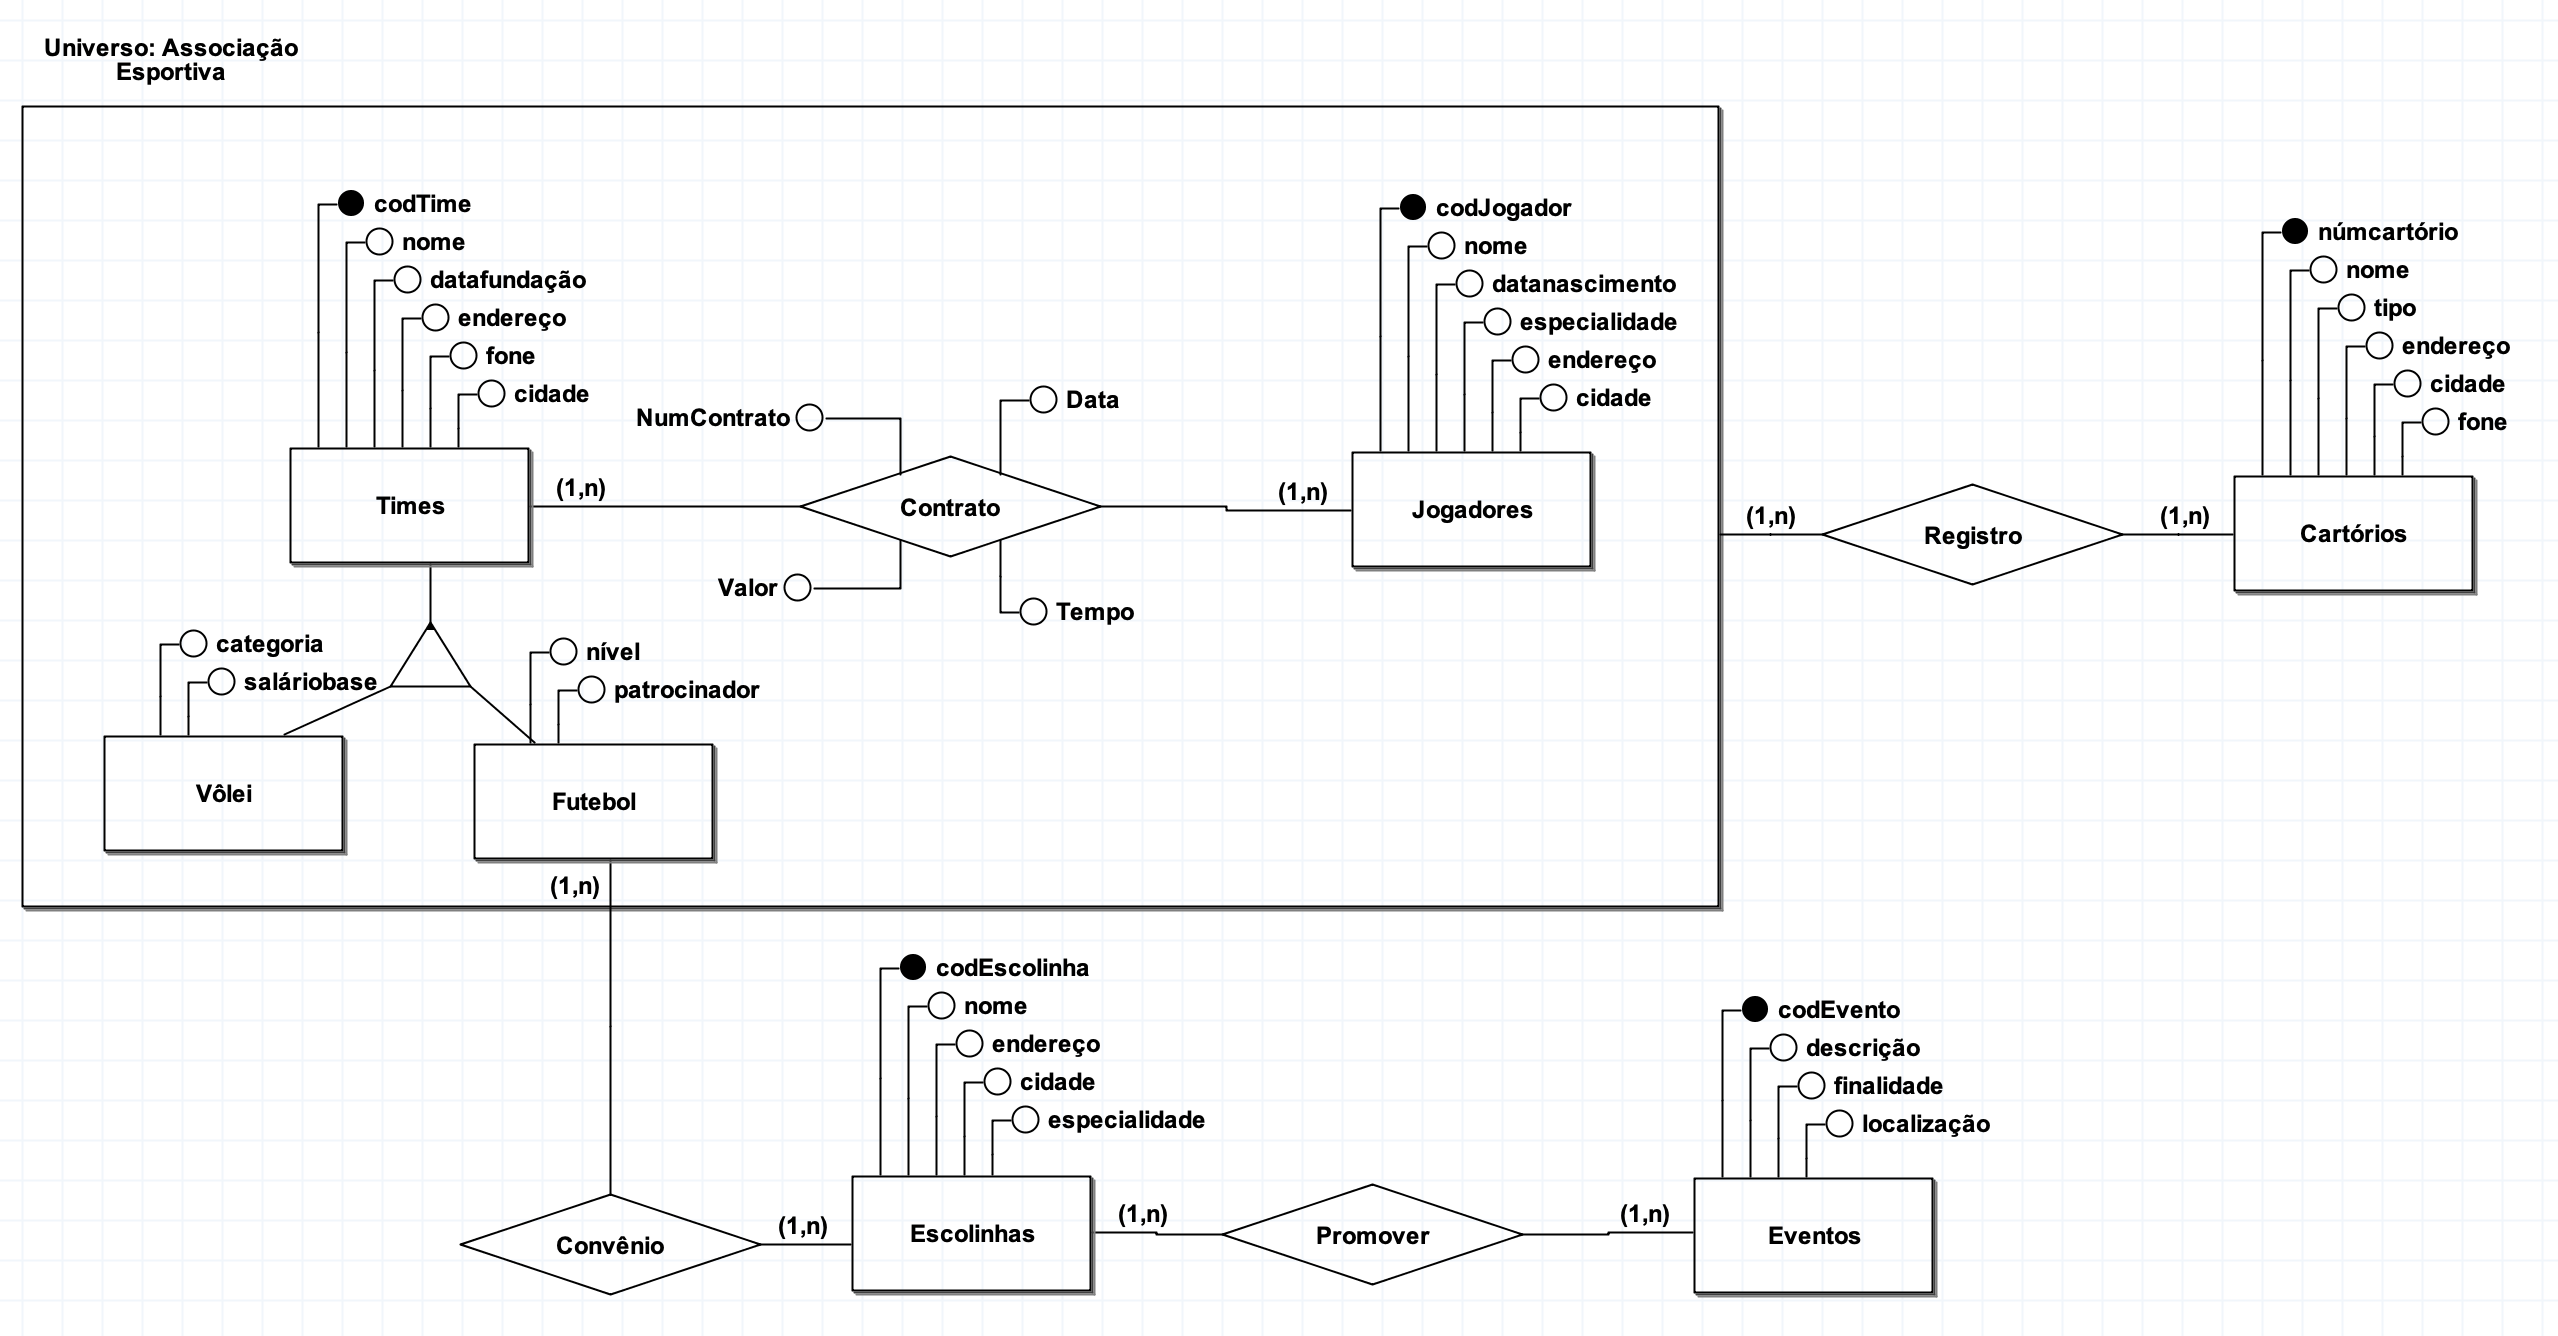 Universo: Associação
Esportiva
codTime
nome
datafundação
endereço
fone
cidade
Times
(1,n)
NumContrato
Data
Contrato
Valor
Tempo
(1,n)
codJogador
nome
datanascimento
especialidade
endereço
cidade
Jogadores
(1,n)
Registro
(1,n)
númcartório
nome
tipo
endereço
cidade
fone
Cartórios
categoria
saláriobase
Vôlei
nível
patrocinador
Futebol
(1,n)
Convênio
(1,n)
codEscolinha
nome
endereço
cidade
especialidade
Escolinhas
(1,n)
Promover
(1,n)
codEvento
descrição
finalidade
localização
Eventos